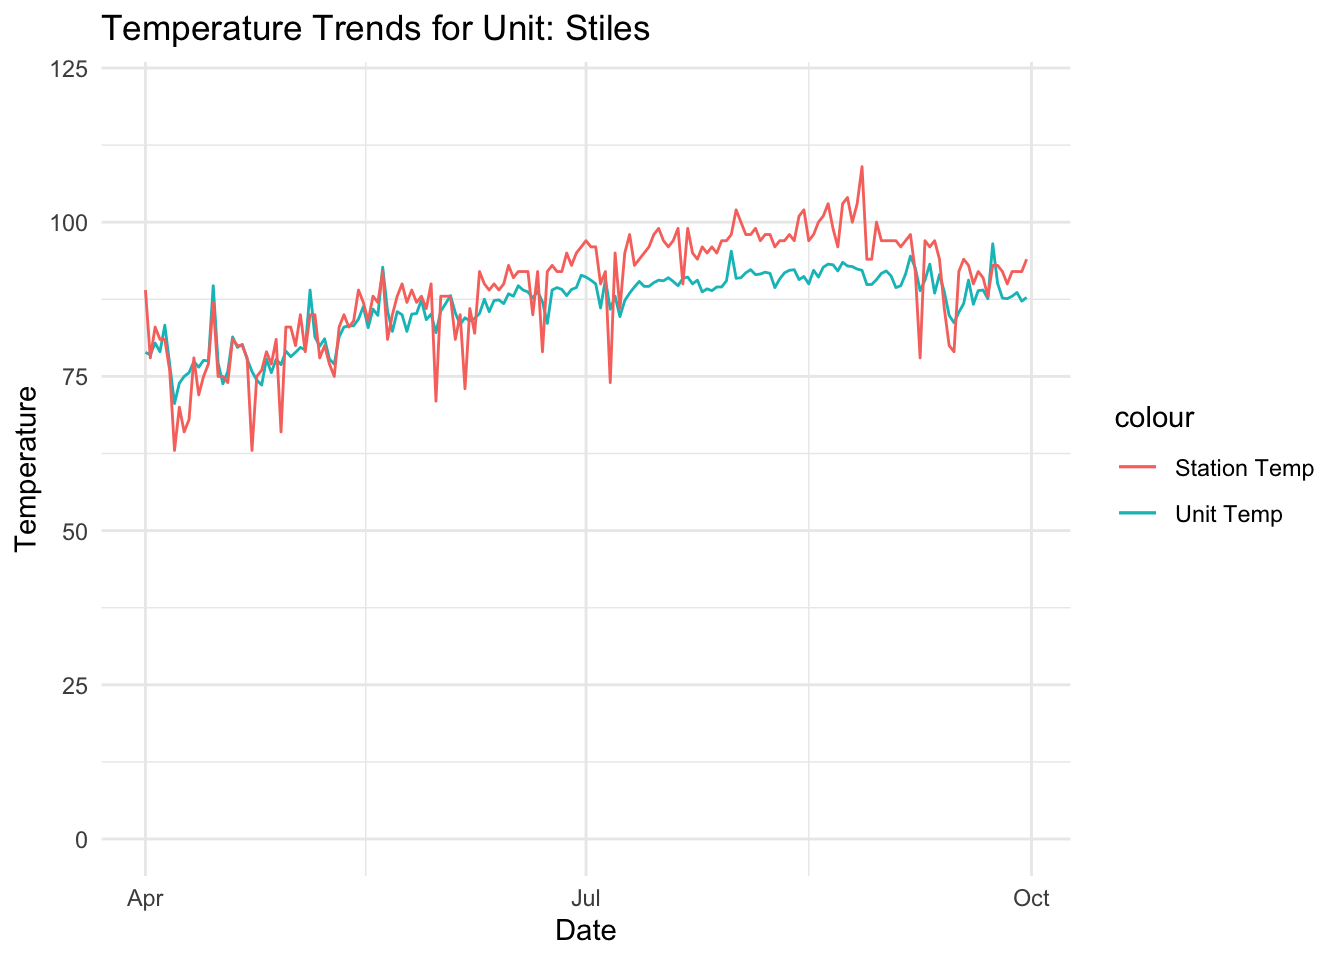 Temperature Trends for Unit: Stiles
125
100
75
50
25
0
Temperature
Apr
Jul
Oct
Date
colour
Station Temp
Unit Temp